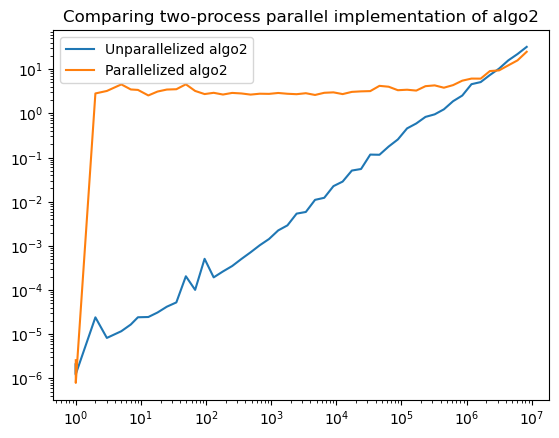 Comparing two-process parallel implementation of algo2
Unparallelized algo2
Parallelized algo2
10¹
10⁰
10⁻¹
10⁻²
10⁻³
10⁻⁴
10⁻⁵
10⁻⁶
10⁰ 10¹ 10² 10³ 10⁴ 10⁵ 10⁶ 10⁷